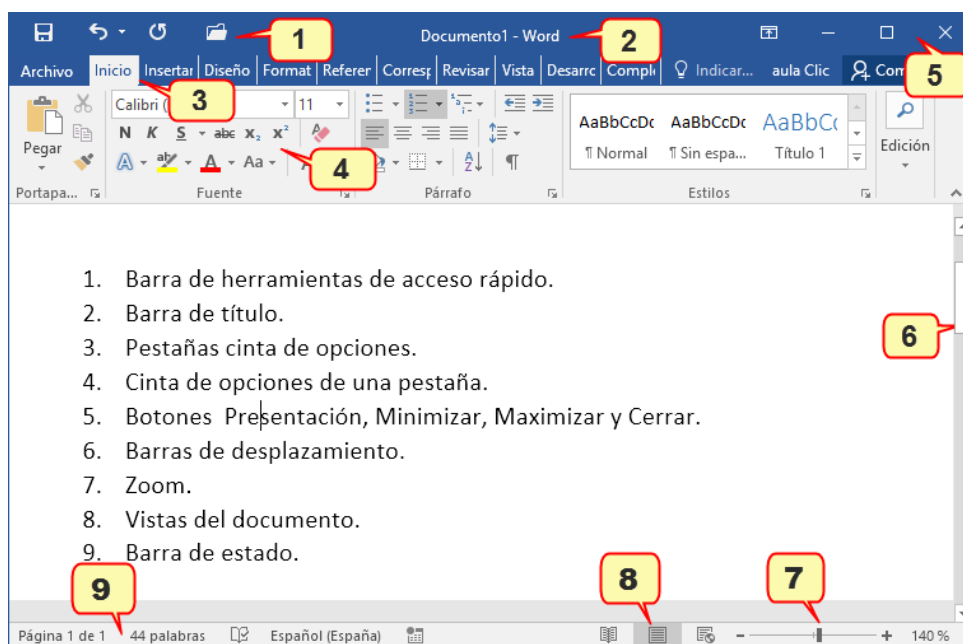 1
Documento1 - Word
2
Archivo Inicio Insertar Diseño Format Referer Corresp Revisar Vista Desarrc Comple Indicar... aula Clic Com
5
3
Calibri ( 11
AaBbCcDc AaBbCcDc AaBbC
Pegar N K S abc X₂ X² ¶ Normal ¶ Sin espa... Título 1 Edición
A aby A Aa A
4
Portapa... Fuente Párrafo Estilos
1. Barra de herramientas de acceso rápido.
2. Barra de título.
3. Pestañas cinta de opciones.
6
4. Cinta de opciones de una pestaña.
5. Botones Presentación, Minimizar, Maximizar y Cerrar.
6. Barras de desplazamiento.
7. Zoom.
8. Vistas del documento.
9. Barra de estado.
9 8 7
Página 1 de 1 44 palabras Español (España) 140 %